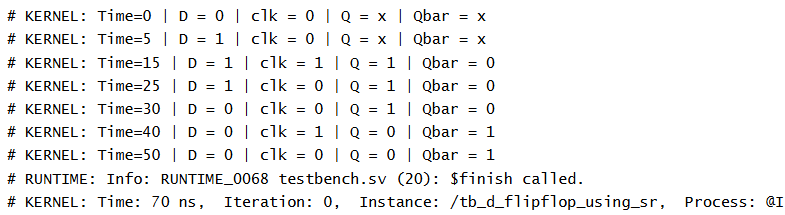 # KERNEL: Time=0 | D = 0 | clk = 0 | Q = x | Qbar = x
# KERNEL: Time=5 | D = 1 | clk = 0 | Q = x | Qbar = x
# KERNEL: Time=15 | D = 1 | clk = 1 | Q = 1 | Qbar = 0
# KERNEL: Time=25 | D = 1 | clk = 0 | Q = 1 | Qbar = 0
# KERNEL: Time=30 | D = 0 | clk = 0 | Q = 1 | Qbar = 0
# KERNEL: Time=40 | D = 0 | clk = 1 | Q = 0 | Qbar = 1
# KERNEL: Time=50 | D = 0 | clk = 0 | Q = 0 | Qbar = 1
# RUNTIME: Info: RUNTIME_0068 testbench.sv (20): $finish called.
# KERNEL: Time: 70 ns,  Iteration: 0,  Instance: /tb_d_flipflop_using_sr,  Process: @I